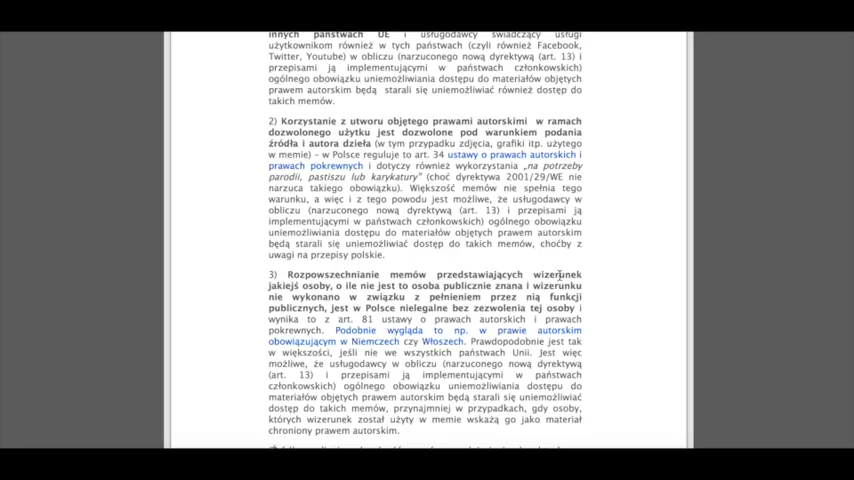 innych państwach UE i usługodawcy świadczący usługi
użytkownikom również w tych państwach (czyli również Facebook,
Twitter, Youtube) w obliczu (narzuconego nową dyrektywą (art. 13) i
przepisami ją implementującymi w państwach członkowskich)
ogólnego obowiązku uniemożliwiania dostępu do materiałów objętych
prawem autorskim będą starali się uniemożliwiać dostęp do
takich memów.
2) Korzystanie z utworu objętego prawami autorskimi w ramach
dozwolonego użytku jest dozwolone pod warunkiem podania
źródła i autora dzieła (w tym przypadku zdjęcia, grafiki itp. użytego
w memie) – w Polsce reguluje to art. 34 ustawy o prawach autorskich i
prawach pokrewnych i dotyczy również wykorzystania „na potrzeby
parodii, pastiszu lub karykatury” (choć dyrektywa 2001/29/WE nie
narzuca takiego obowiązku). Większość memów nie spełnia tego
warunku, a więc i z tego powodu jest możliwe, że usługodawcy w
obliczu (narzuconego nową dyrektywą (art. 13) i przepisami ją
implementującymi w państwach członkowskich) ogólnego obowiązku
uniemożliwiania dostępu do materiałów objętych prawem autorskim
będą starali się uniemożliwić dostęp do takich memów, choćby z
uwagi na przepisy polskie.
3) Rozpowszechnianie memów przedstawiających wizerunek
jakiejś osoby, o ile nie jest to osoba publicznie znana i wizerunku
nie wykonano w związku z pełnieniem przez nią funkcji
publicznych, jest w Polsce nielegalne bez zezwolenia tej osoby i
wynika to z art. 81 ustawy o prawach autorskich i prawach
pokrewnych. Podobnie wygląda to np. w prawie autorskim
obowiązującym w Niemczech czy Włoszech. Prawdopodobnie jest tak
w większości, jeśli nie we wszystkich państwach Unii. Jest więc
możliwe, że usługodawcy w obliczu (narzuconego nową dyrektywą
(art. 13) i przepisami ją implementującymi w państwach
członkowskich) ogólnego obowiązku uniemożliwiania dostępu do
materiałów objętych prawem autorskim będą starali się uniemożliwiać
dostęp do takich memów, przynajmniej w przypadkach, gdy osoby,
których wizerunek został użyty w memie wskażą go jako materiał
chroniony prawem autorskim.